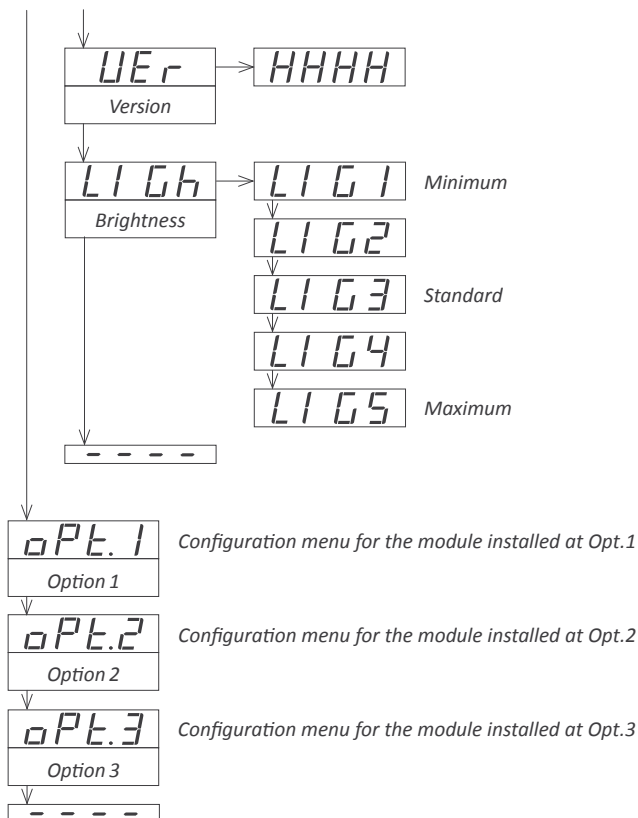 VEr HHHH
Version
LIGh LIG1 Minimum
Brightness
LIG2
LIG3 Standard
LIG4
LIG5 Maximum
- - - -
oPt.1 Configuration menu for the module installed at Opt.1
Option 1
oPt.2 Configuration menu for the module installed at Opt.2
Option 2
oPt.3 Configuration menu for the module installed at Opt.3
Option 3
- - - -